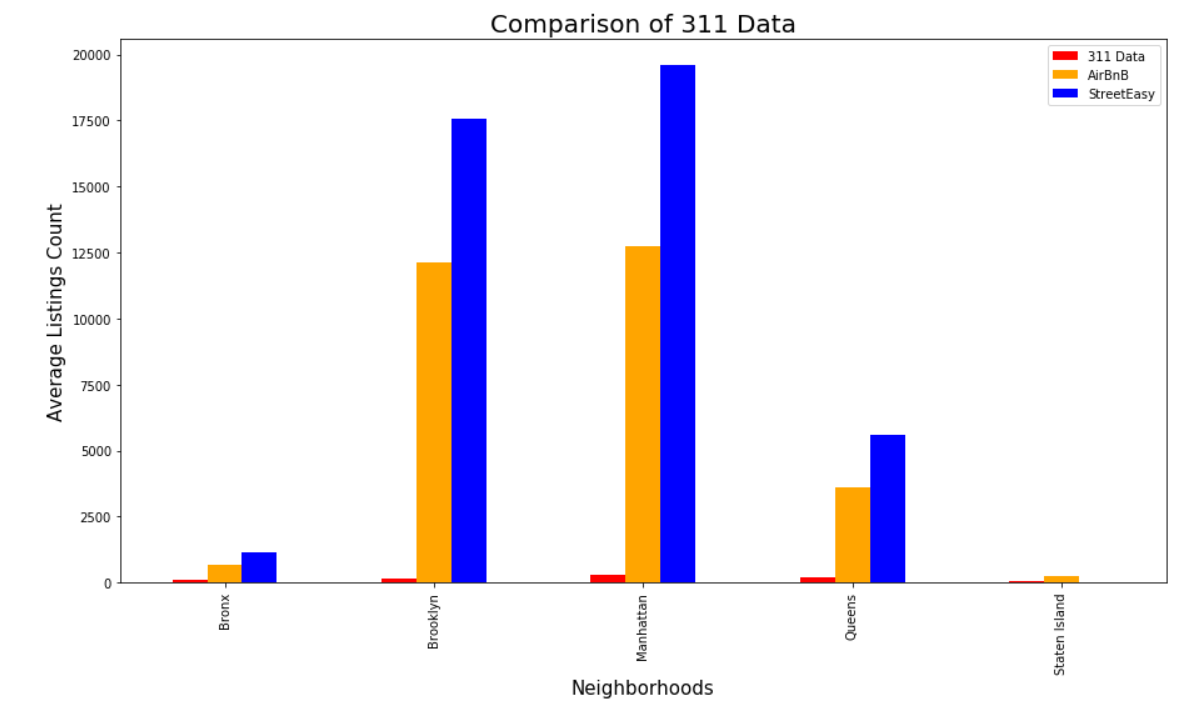 Comparison of 311 Data
311 Data
AirBnB
StreetEasy
Average Listings Count
20000
17500
15000
12500
10000
7500
5000
2500
0
Bronx
Brooklyn
Manhattan
Queens
Staten Island
Neighborhoods